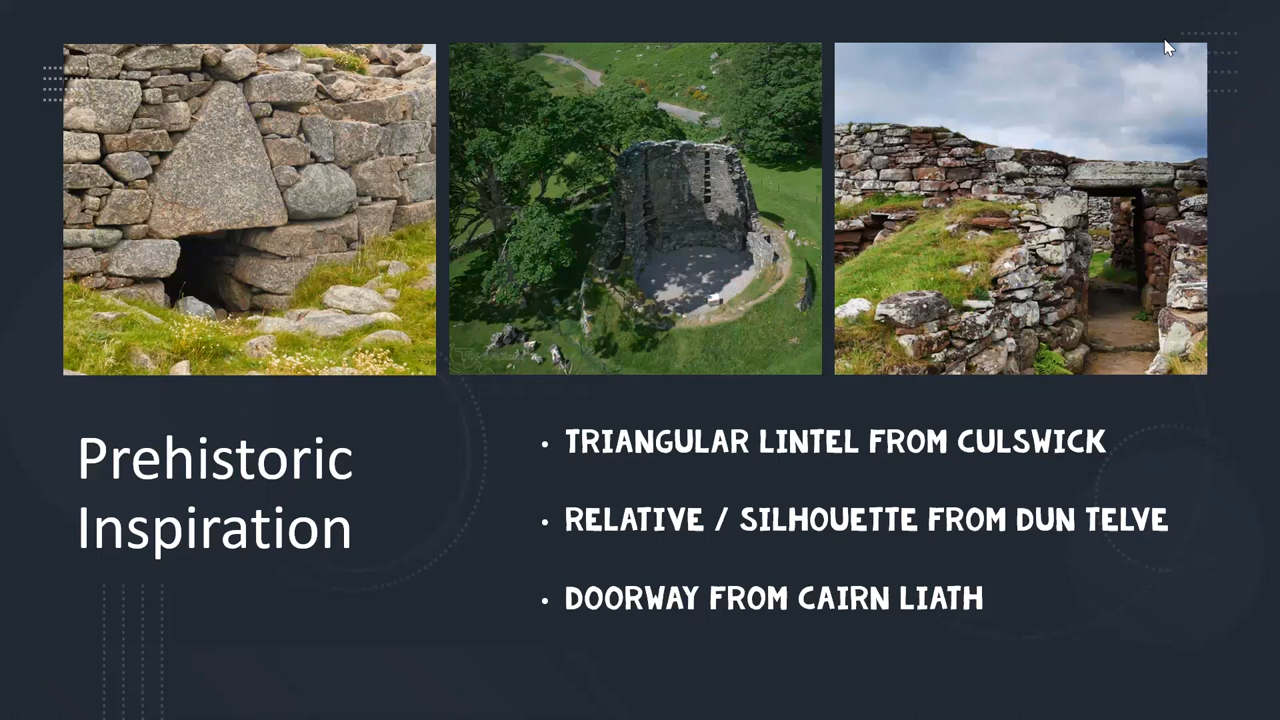 Prehistoric
Inspiration
• TRIANGULAR LINTEL FROM CULSWICK
• RELATIVE / SILHOUETTE FROM DUN TELVE
• DOORWAY FROM CAIRN LIATH